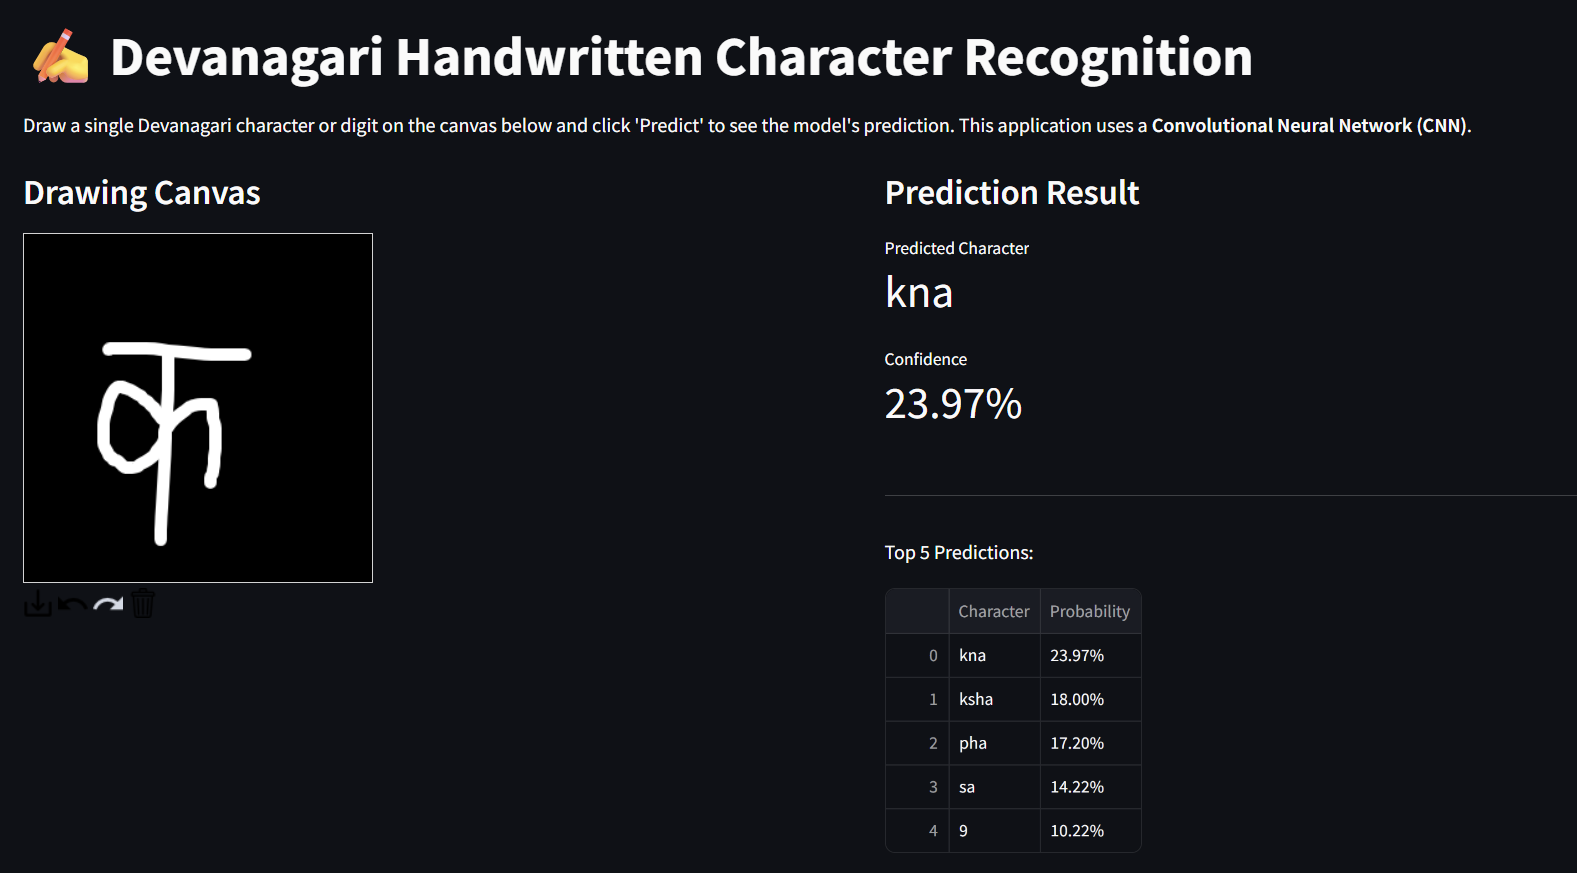 ✍️ Devanagari Handwritten Character Recognition
Draw a single Devanagari character or digit on the canvas below and click 'Predict' to see the model's prediction. This application uses a Convolutional Neural Network (CNN).
Drawing Canvas
क
Prediction Result
Predicted Character
kna
Confidence
23.97%
Top 5 Predictions:
Character Probability
0 kna 23.97%
1 ksha 18.00%
2 pha 17.20%
3 sa 14.22%
4 9 10.22%